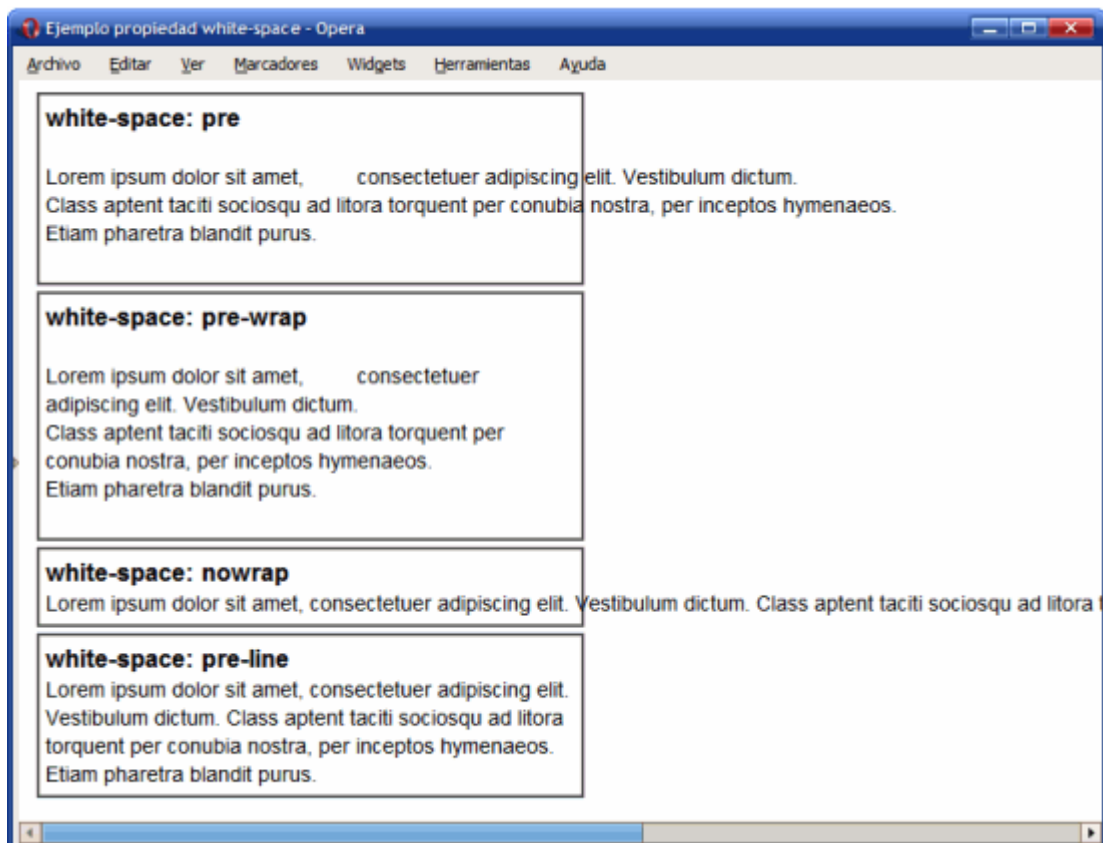 Ejemplo propiedad white-space - Opera
Archivo Editar Ver Marcadores Widgets Herramientas Ayuda
white-space: pre
Lorem ipsum dolor sit amet,         consectetuer adipiscing elit. Vestibulum dictum.
Class aptent taciti sociosqu ad litora torquent per conubia nostra, per inceptos hymenaeos.
Etiam pharetra blandit purus.
white-space: pre-wrap
Lorem ipsum dolor sit amet,         consectetuer
adipiscing elit. Vestibulum dictum.
Class aptent taciti sociosqu ad litora torquent per
conubia nostra, per inceptos hymenaeos.
Etiam pharetra blandit purus.
white-space: nowrap
Lorem ipsum dolor sit amet, consectetuer adipiscing elit. Vestibulum dictum. Class aptent taciti sociosqu ad litora
white-space: pre-line
Lorem ipsum dolor sit amet, consectetuer adipiscing elit.
Vestibulum dictum. Class aptent taciti sociosqu ad litora
torquent per conubia nostra, per inceptos hymenaeos.
Etiam pharetra blandit purus.